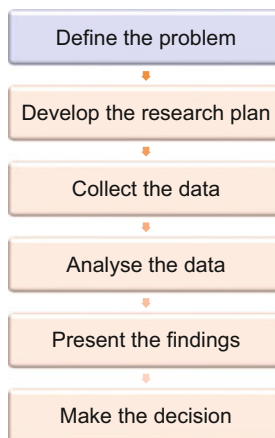 Define the problem
Develop the research plan
Collect the data
Analyse the data
Present the findings
Make the decision